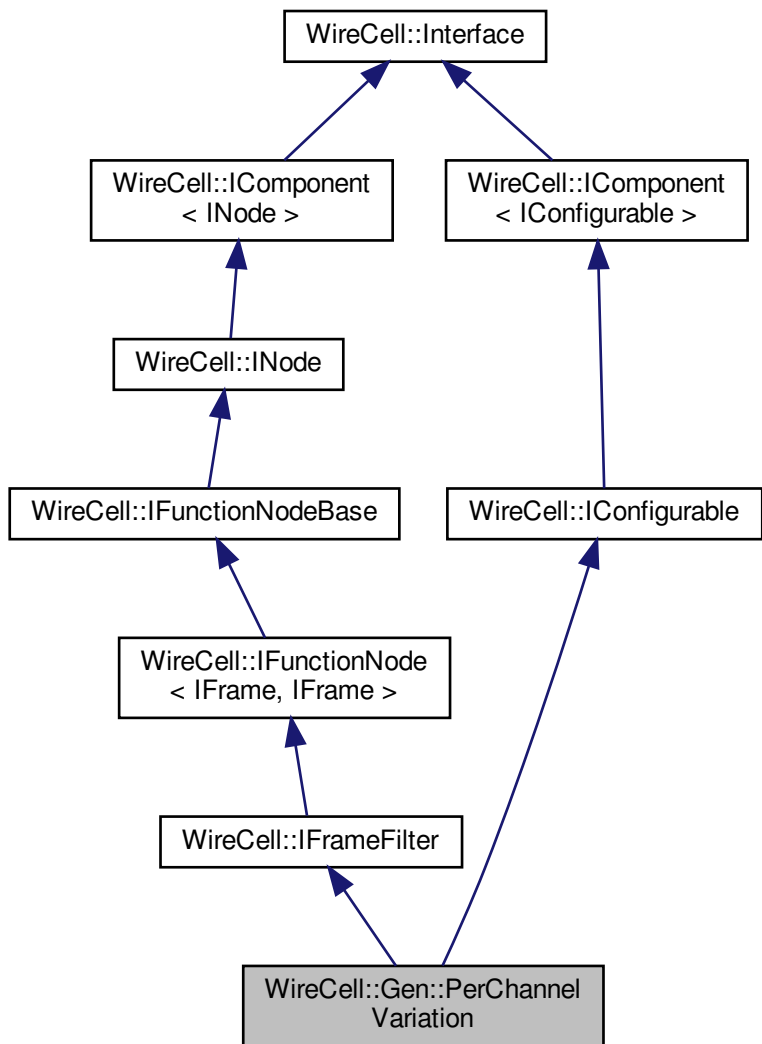 WireCell::Interface
WireCell::IComponent
< INode >
WireCell::IComponent
< IConfigurable >
WireCell::INode
WireCell::IFunctionNodeBase
WireCell::IConfigurable
WireCell::IFunctionNode
< IFrame, IFrame >
WireCell::IFrameFilter
WireCell::Gen::PerChannel
Variation